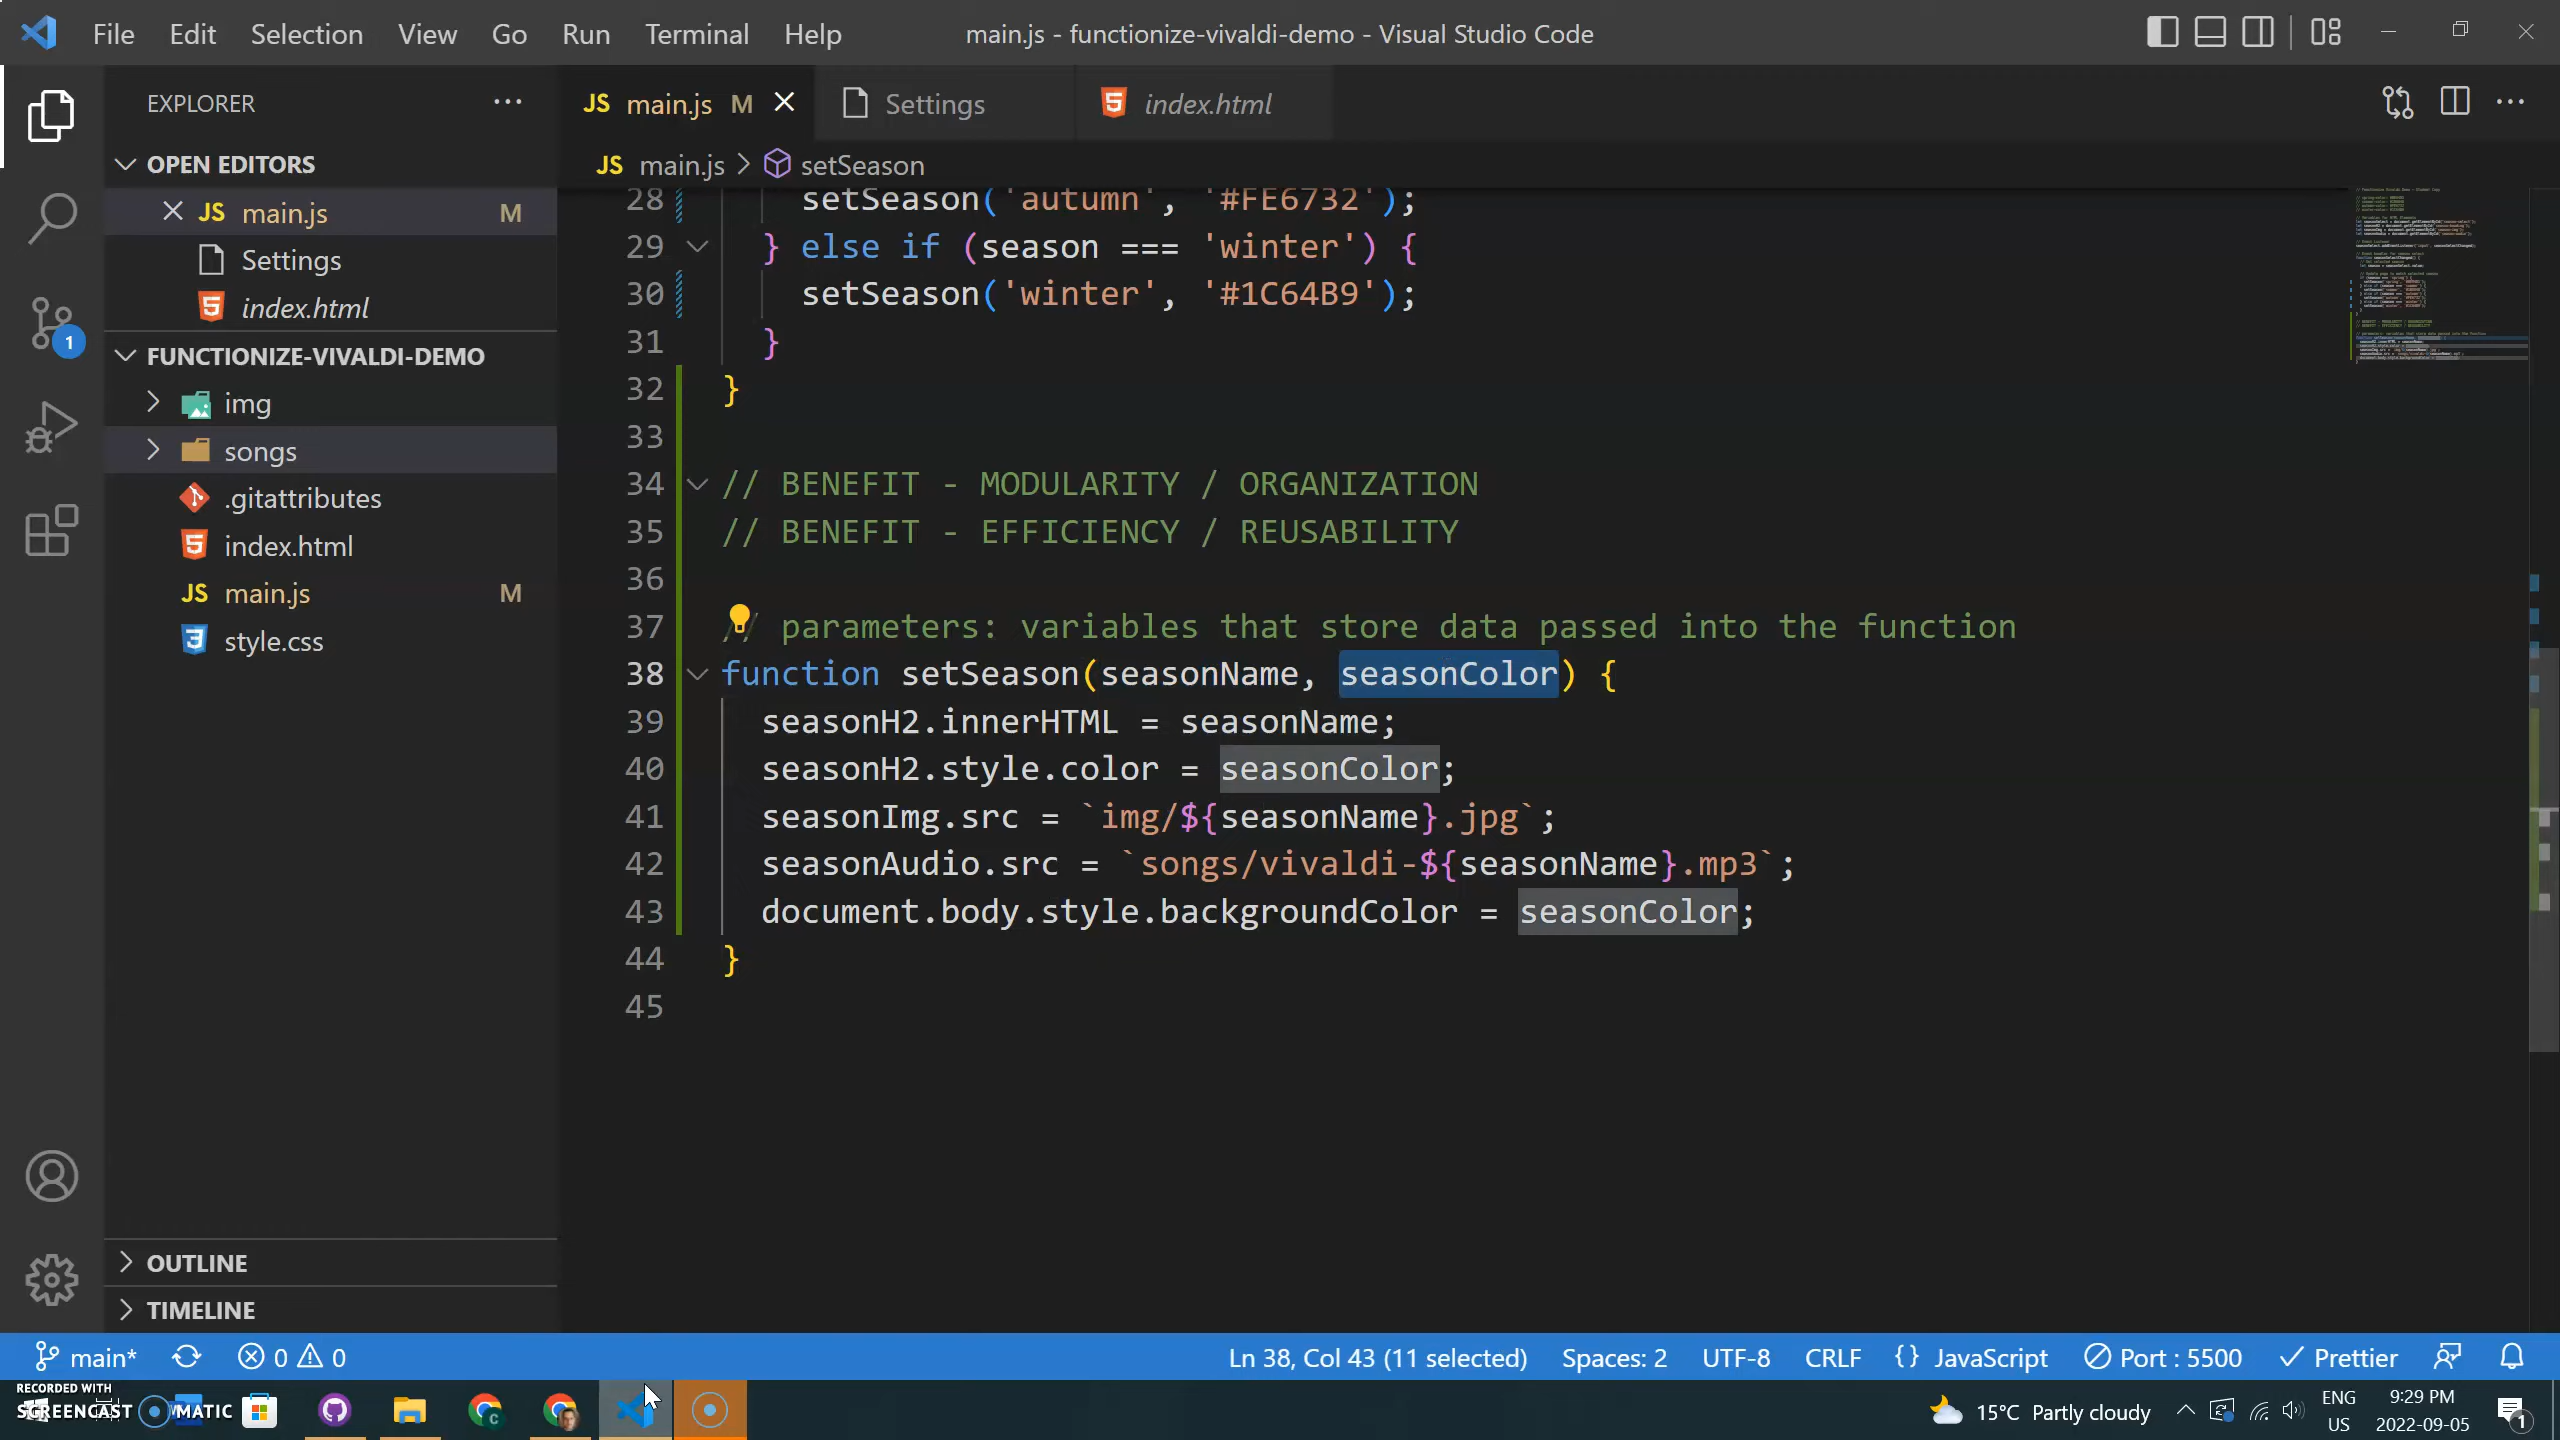 File Edit Selection View Go Run Terminal Help main.js - functionize-vivaldi-demo - Visual Studio Code
EXPLORER ···
JS main.js M Settings index.html
OPEN EDITORS
JS main.js > setSeason
JS main.js M
Settings
index.html
FUNCTIONIZE-VIVALDI-DEMO
img
songs
.gitattributes
index.html
JS main.js M
style.css
OUTLINE
TIMELINE
28 setSeason('autumn', '#FE6732');
29 } else if (season === 'winter') {
30 setSeason('winter', '#1C64B9');
31 }
32 }
33
34 // BENEFIT - MODULARITY / ORGANIZATION
35 // BENEFIT - EFFICIENCY / REUSABILITY
36
37 // parameters: variables that store data passed into the function
38 function setSeason(seasonName, seasonColor) {
39 seasonH2.innerHTML = seasonName;
40 seasonH2.style.color = seasonColor;
41 seasonImg.src = `img/${seasonName}.jpg`;
42 seasonAudio.src = `songs/vivaldi-${seasonName}.mp3`;
43 document.body.style.backgroundColor = seasonColor;
44 }
45
1
main* 0 0 Ln 38, Col 43 (11 selected) Spaces: 2 UTF-8 CRLF {} JavaScript Port : 5500 Prettier
RECORDED WITH
SCREENCAST MATIC
15°C Partly cloudy
ENG
US
9:29 PM
2022-09-05
1